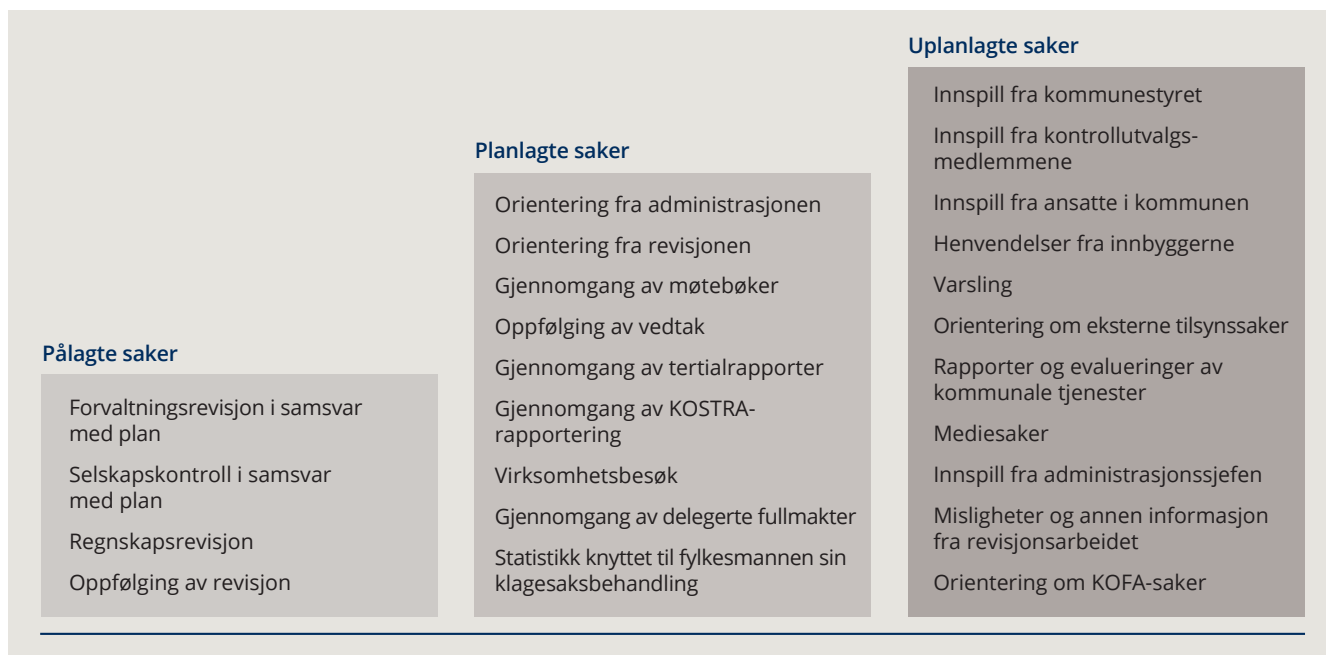 Pålagte saker
Forvaltningsrevisjon i samsvar
med plan
Selskapskontroll i samsvar
med plan
Regnskapsrevisjon
Oppfølging av revisjon
Planlagte saker
Orientering fra administrasjonen
Orientering fra revisjonen
Gjennomgang av møtebøker
Oppfølging av vedtak
Gjennomgang av tertialrapporter
Gjennomgang av KOSTRA-
rapportering
Virksomhetsbesøk
Gjennomgang av delegerte fullmakter
Statistikk knyttet til fylkesmannen sin
klagesaksbehandling
Uplanlagte saker
Innspill fra kommunestyret
Innspill fra kontrollutvalgs-
medlemmene
Innspill fra ansatte i kommunen
Henvendelser fra innbyggerne
Varsling
Orientering om eksterne tilsynssaker
Rapporter og evalueringer av
kommunale tjenester
Mediesaker
Innspill fra administrasjonssjefen
Misligheter og annen informasjon
fra revisjonsarbeidet
Orientering om KOFA-saker